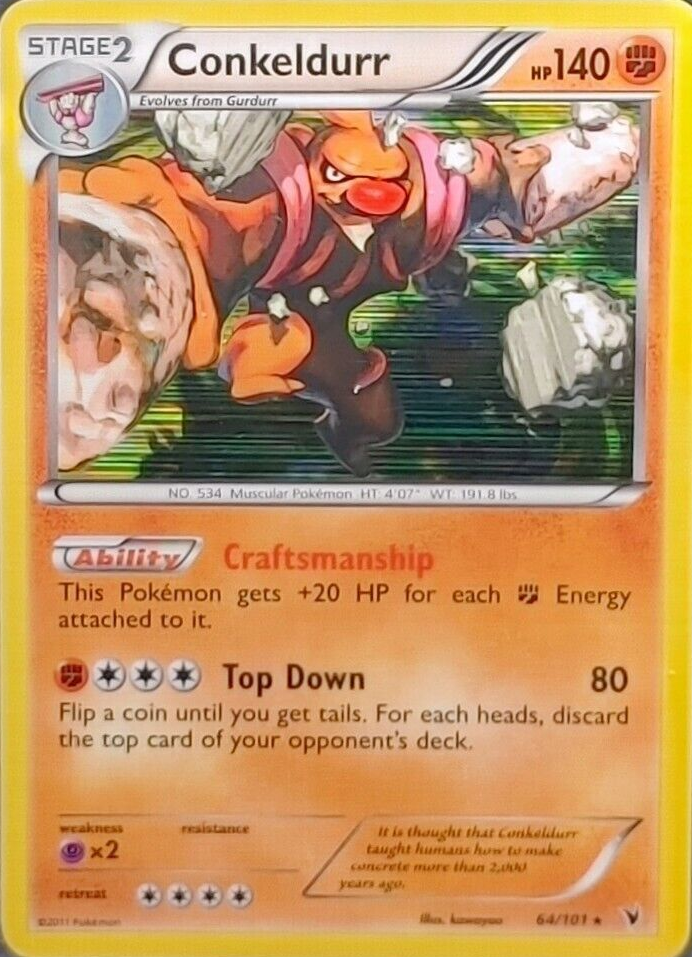 STAGE2
Conkeldurr
HP140
Evolves from Gurdurr
NO. 534 Muscular Pokémon HT: 4'07" WT: 191.8 lbs
Ability Craftsmanship
This Pokémon gets +20 HP for each Energy
attached to it.
Top Down 80
Flip a coin until you get tails. For each heads, discard
the top card of your opponent's deck.
weakness resistance
×2
It is thought that Conkeldurr
taught humans how to make
concrete more than 2,000
years ago.
retreat
©2011 Pokémon
Illus. kawayoo
64/101